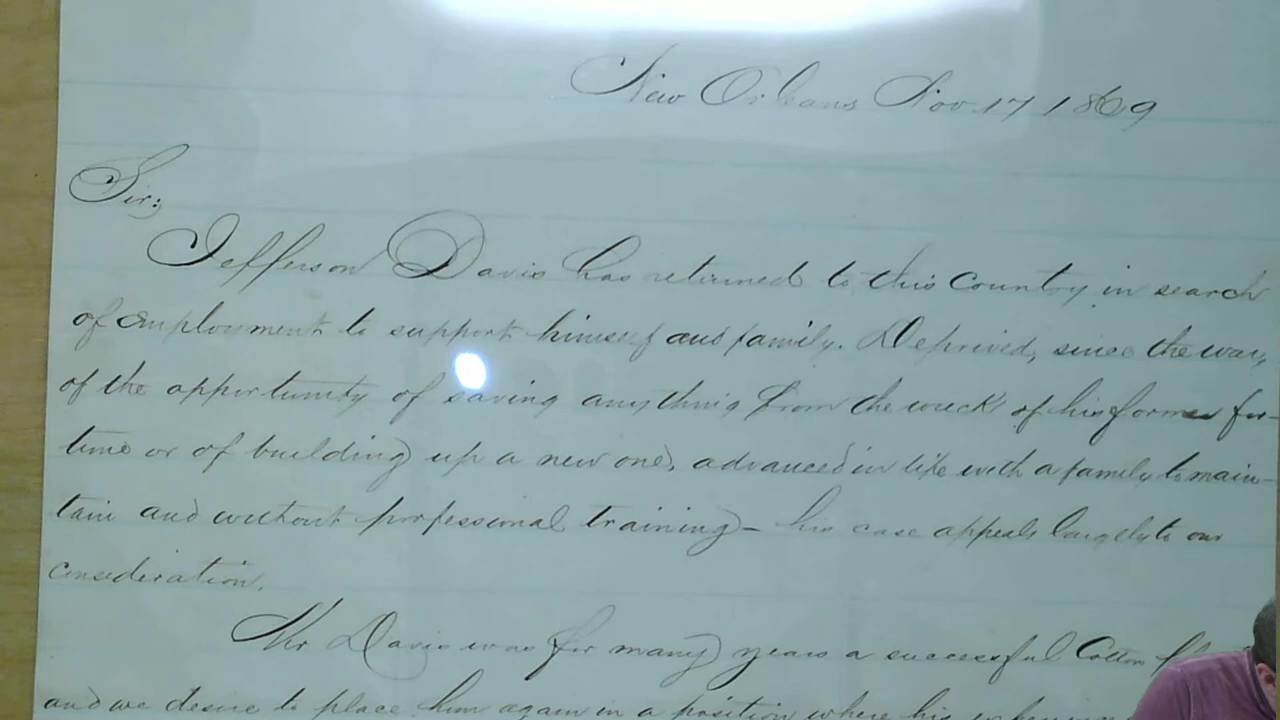 New Orleans Nov. 17 1869
Sir:
Jefferson Davis has returned to this country in search
of employment to support himself and family. Deprived, since the war,
of the opportunity of saving anything from the wreck of his former for-
tune or of building up a new one, advanced in life with a family to main-
tain and without professional training – his case appeals largely to our
consideration.
Mr Davis was for many years a successful Cotton
and we desire to place him again in a position where his